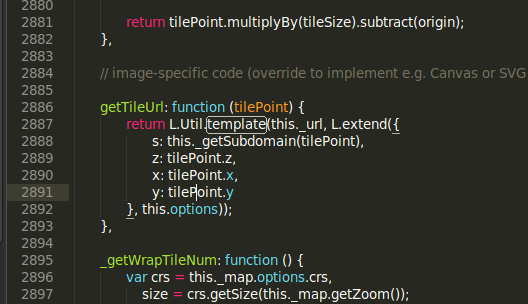 2880
2881 return tilePoint.multiplyBy(tileSize).subtract(origin);
2882 },
2883
2884 // image-specific code (override to implement e.g. Canvas or SVG
2885
2886 getTileUrl: function (tilePoint) {
2887 return L.Util.template(this._url, L.extend({
2888 s: this._getSubdomain(tilePoint),
2889 z: tilePoint.z,
2890 x: tilePoint.x,
2891 y: tilePoint.y
2892 }, this.options));
2893 },
2894
2895 _getWrapTileNum: function () {
2896 var crs = this._map.options.crs,
2897 size = crs.getSize(this._map.getZoom());